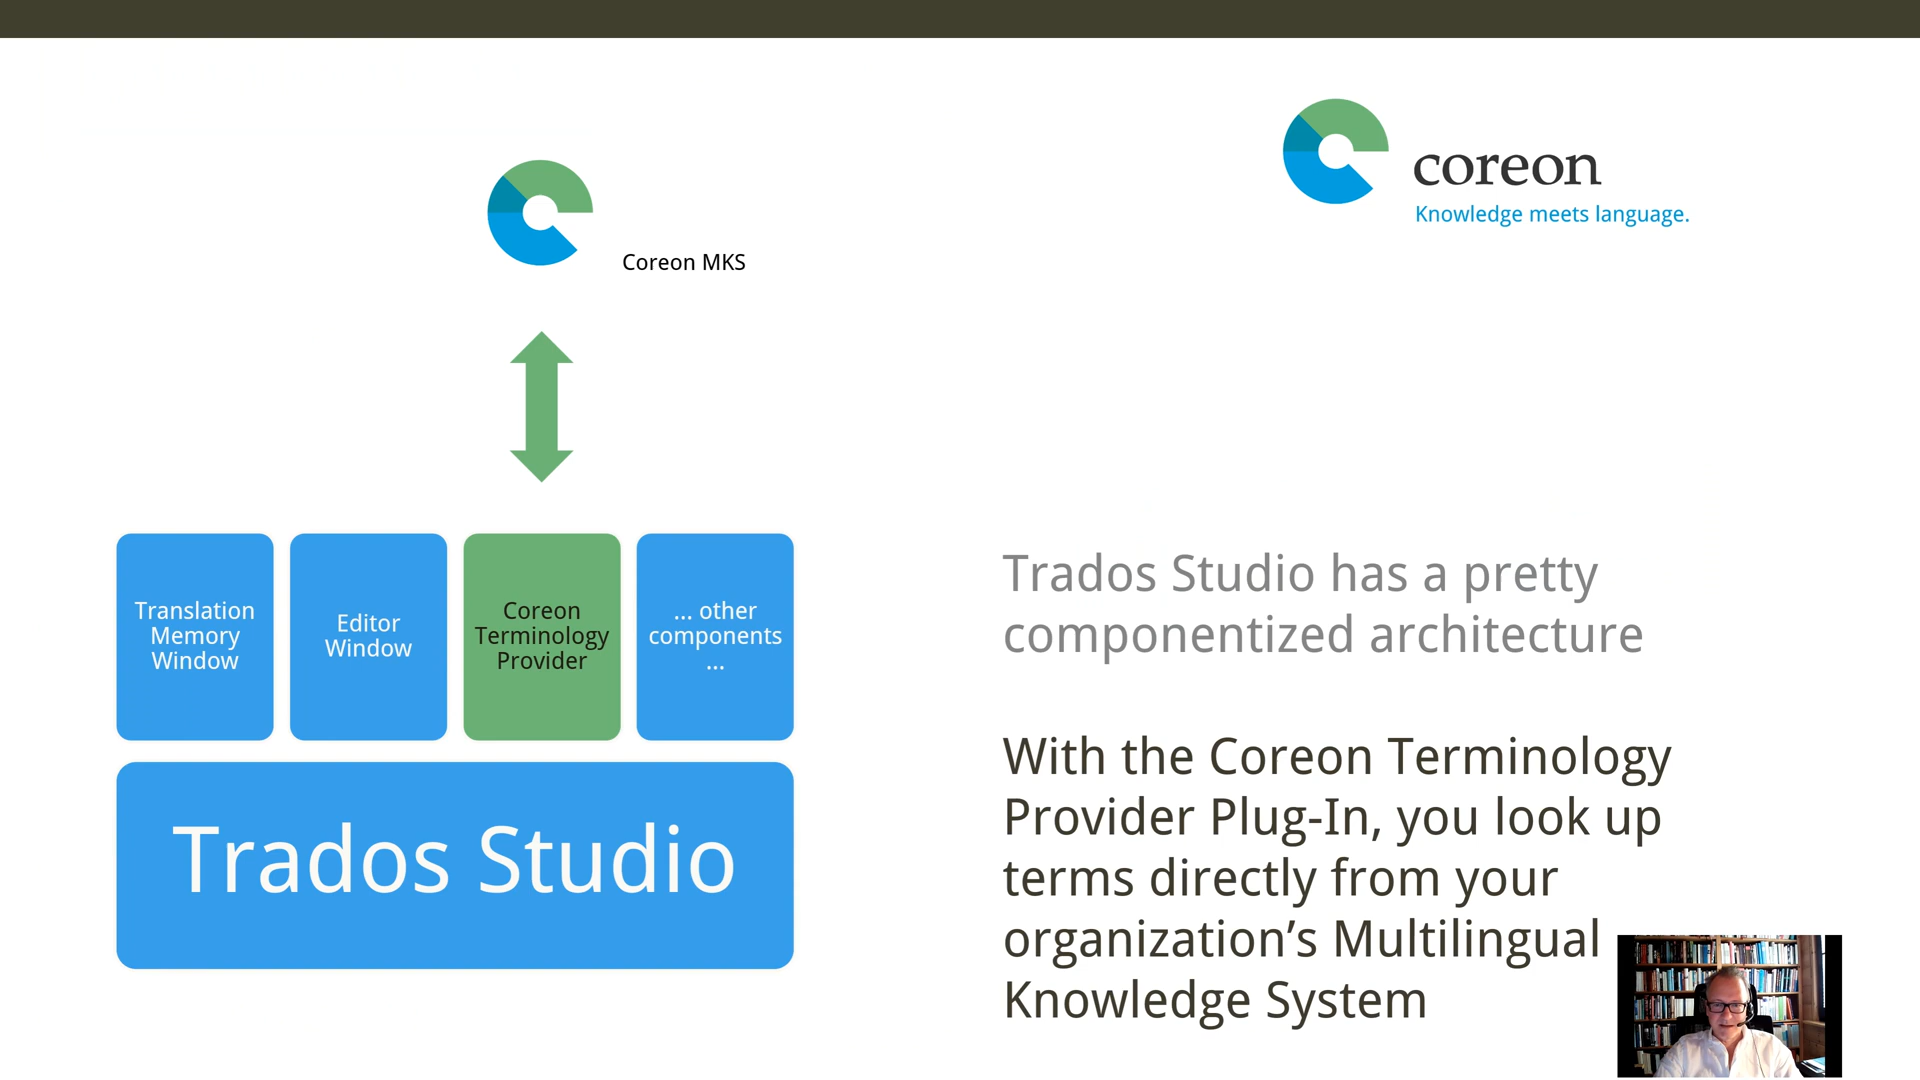 coreon
Knowledge meets language.
Coreon MKS
Translation
Memory
Window
Editor
Window
Coreon
Terminology
Provider
... other
components
...
Trados Studio
Trados Studio has a pretty
componentized architecture
With the Coreon Terminology
Provider Plug-In, you look up
terms directly from your
organization’s Multilingual
Knowledge System